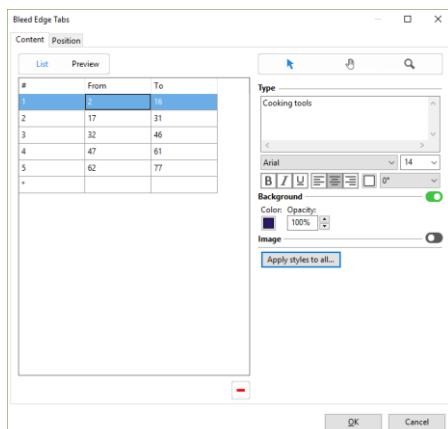 Bleed Edge Tabs
Content Position
List Preview
# From To
1 2 16
2 17 31
3 32 46
4 47 61
5 62 77
*
Type
Cooking tools
Arial 14
B I U 0°
Background
Color: Opacity:
100%
Image
Apply styles to all...
OK Cancel